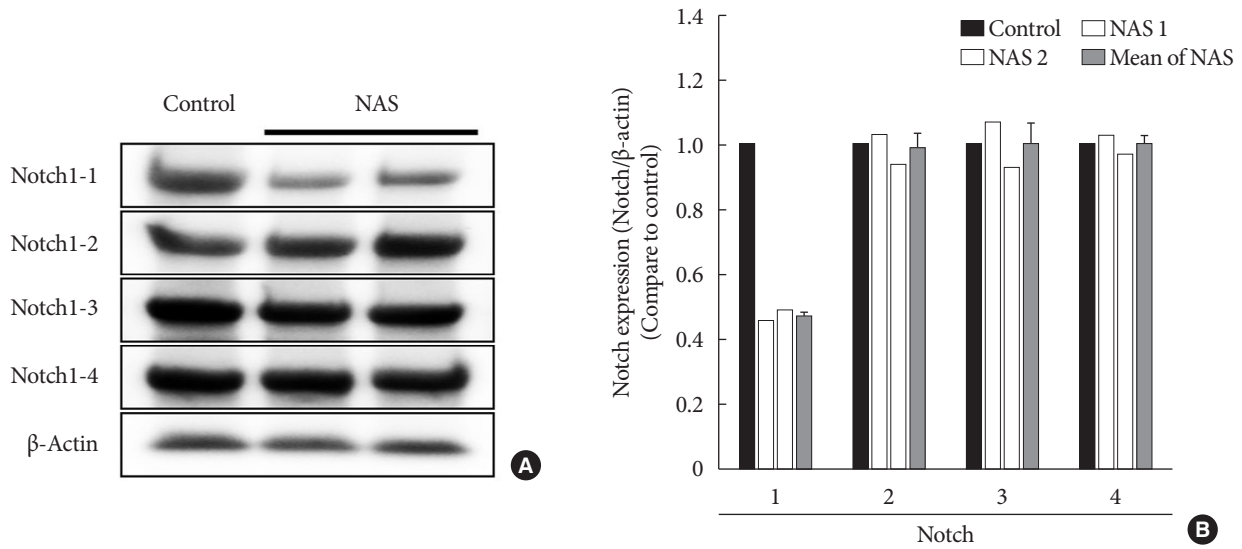 Control NAS
Notch1-1
Notch1-2
Notch1-3
Notch1-4
β-Actin
A
Notch expression (Notch/β-actin)
(Compare to control)
1.4
1.2
1.0
0.8
0.6
0.4
0.2
0
Control NAS 1
NAS 2 Mean of NAS
1 2 3 4
Notch
B